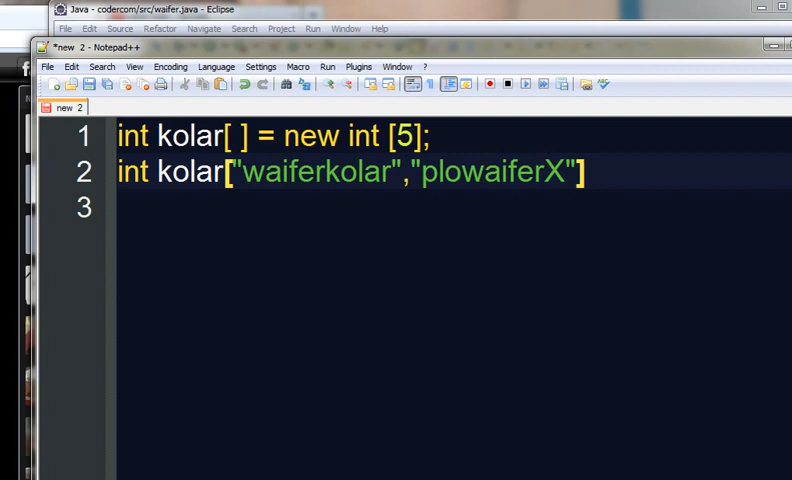 Java - codercom/src/waifer.java - Eclipse
File Edit Source Refactor Navigate Search Project Run Window Help
*new 2 - Notepad++
File Edit Search View Encoding Language Settings Macro Run Plugins Window ?
new 2
1 int kolar[ ] = new int [5];
2 int kolar["waiferkolar","plowaiferX"]
3